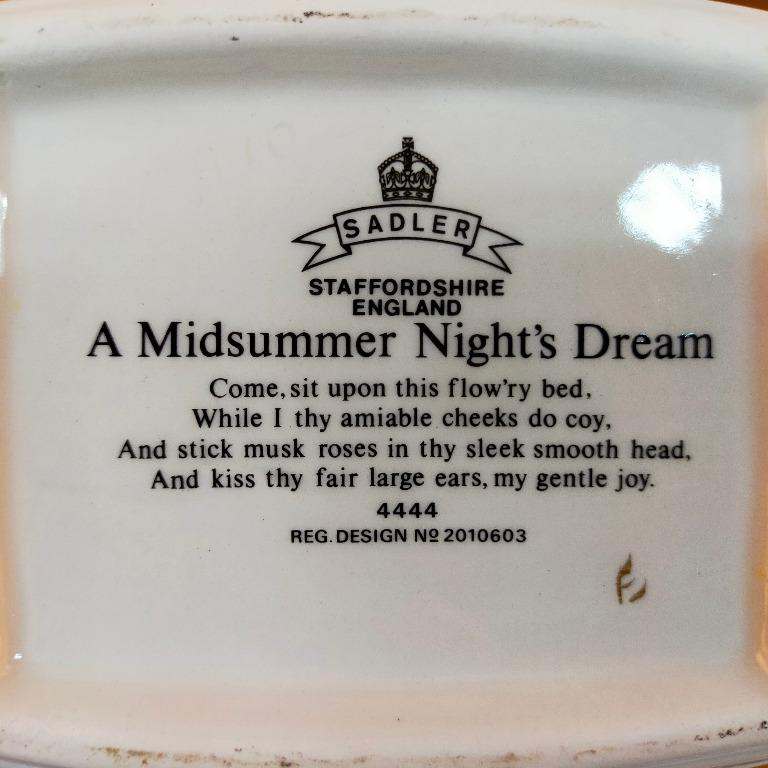 SADLER
STAFFORDSHIRE
ENGLAND
A Midsummer Night's Dream
Come, sit upon this flow'ry bed,
While I thy amiable cheeks do coy,
And stick musk roses in thy sleek smooth head,
And kiss thy fair large ears, my gentle joy.
4444
REG. DESIGN Nº 2010603